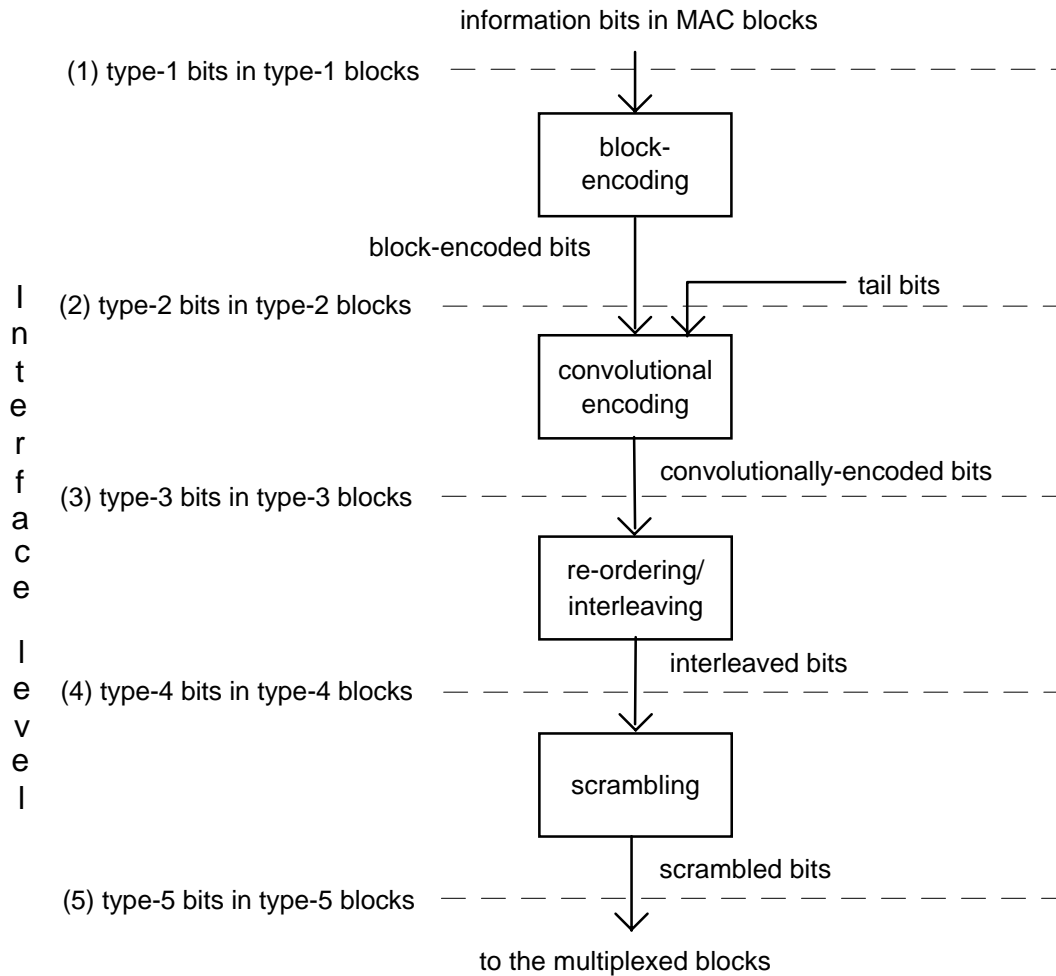 information bits in MAC blocks
(1) type-1 bits in type-1 blocks
block-
encoding
block-encoded bits
tail bits
(2) type-2 bits in type-2 blocks
convolutional
encoding
convolutionally-encoded bits
(3) type-3 bits in type-3 blocks
re-ordering/
interleaving
interleaved bits
(4) type-4 bits in type-4 blocks
scrambling
scrambled bits
(5) type-5 bits in type-5 blocks
to the multiplexed blocks
Interface level